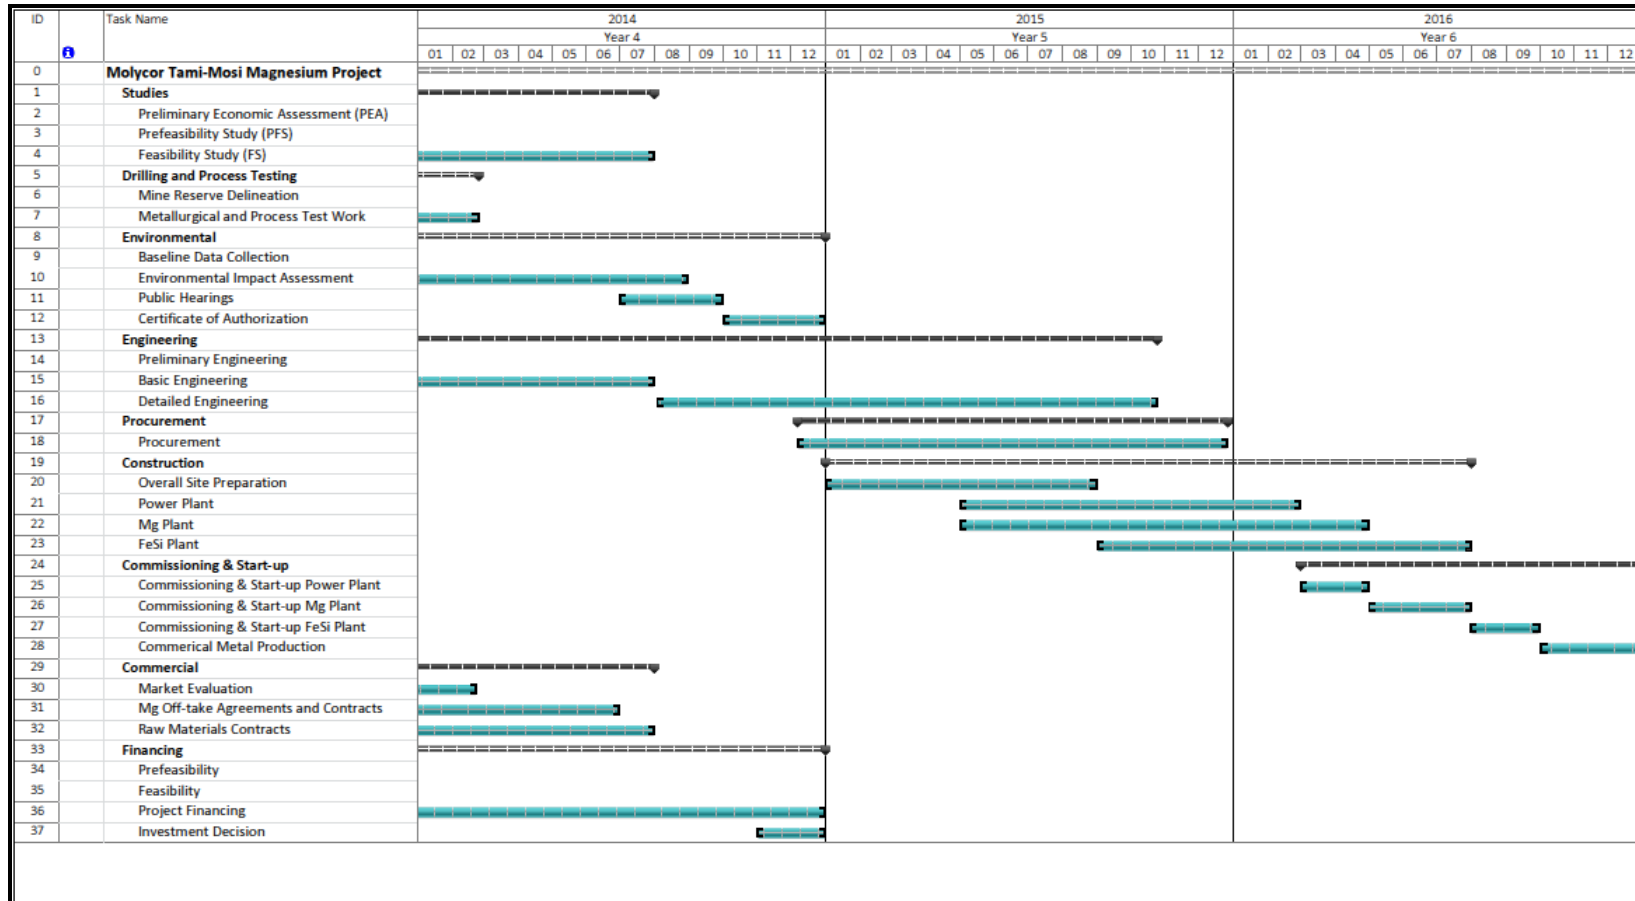 ID Task Name 2014 2015 2016
Year 4 Year 5 Year 6
i 01 02 03 04 05 06 07 08 09 10 11 12 01 02 03 04 05 06 07 08 09 10 11 12 01 02 03 04 05 06 07 08 09 10 11 12
0 Molycor Tami-Mosi Magnesium Project
1 Studies
2 Preliminary Economic Assessment (PEA)
3 Prefeasibility Study (PFS)
4 Feasibility Study (FS)
5 Drilling and Process Testing
6 Mine Reserve Delineation
7 Metallurgical and Process Test Work
8 Environmental
9 Baseline Data Collection
10 Environmental Impact Assessment
11 Public Hearings
12 Certificate of Authorization
13 Engineering
14 Preliminary Engineering
15 Basic Engineering
16 Detailed Engineering
17 Procurement
18 Procurement
19 Construction
20 Overall Site Preparation
21 Power Plant
22 Mg Plant
23 FeSi Plant
24 Commissioning & Start-up
25 Commissioning & Start-up Power Plant
26 Commissioning & Start-up Mg Plant
27 Commissioning & Start-up FeSi Plant
28 Commerical Metal Production
29 Commercial
30 Market Evaluation
31 Mg Off-take Agreements and Contracts
32 Raw Materials Contracts
33 Financing
34 Prefeasibility
35 Feasibility
36 Project Financing
37 Investment Decision